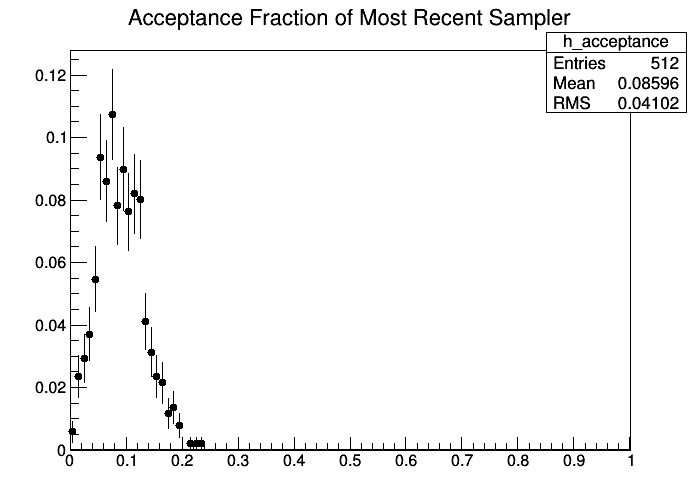 Acceptance Fraction of Most Recent Sampler
h_acceptance
Entries 512
Mean 0.08596
RMS 0.04102
0.12
0.1
0.08
0.06
0.04
0.02
0
0 0.1 0.2 0.3 0.4 0.5 0.6 0.7 0.8 0.9 1